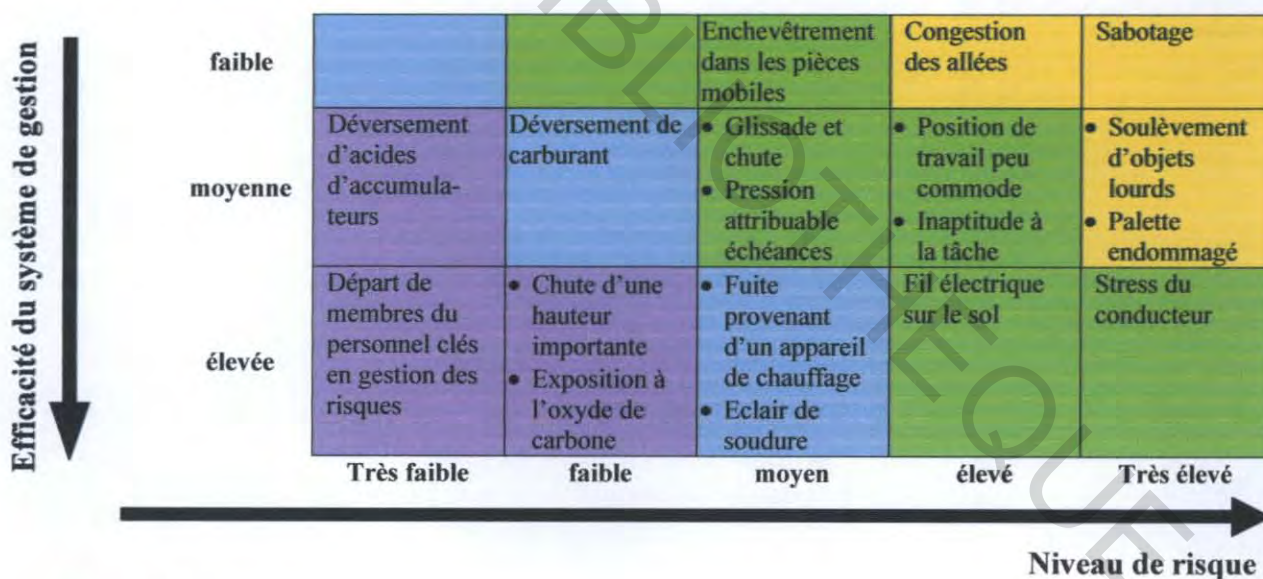 Efficacité du système de gestion
faible
Enchevêtrement
dans les pièces
mobiles
Congestion
des allées
Sabotage
moyenne
Déversement
d'acides
d'accumula-
teurs
Déversement de
carburant
• Glissade et
chute
• Pression
attribuable
échéances
• Position de
travail peu
commode
• Inaptitude à
la tâche
• Soulèvement
d'objets
lourds
• Palette
endommagé
élevée
Départ de
membres du
personnel clés
en gestion des
risques
• Chute d'une
hauteur
importante
• Exposition à
l'oxyde de
carbone
• Fuite
provenant
d'un appareil
de chauffage
• Eclair de
soudure
Fil électrique
sur le sol
Stress du
conducteur
Très faible
faible
moyen
élevé
Très élevé
Niveau de risque
BLIOTHEQUE